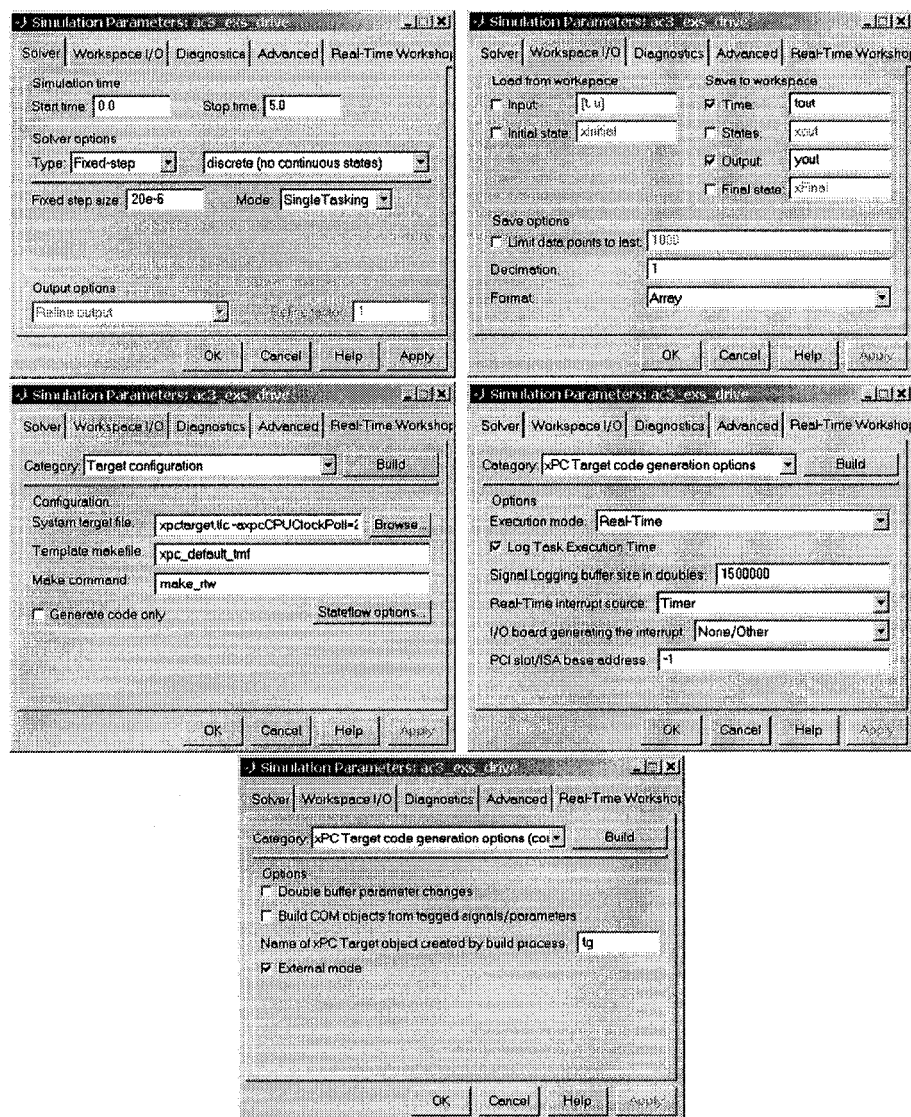 Simulation Parameters: ac3_exs_drive
Solver Workspace I/O Diagnostics Advanced Real-Time Workshop
Simulation time
Start time: 0.0 Stop time: 5.0
Solver options
Type: Fixed-step discrete (no continuous states)
Fixed step size: 20e-6 Mode: SingleTasking
Output options
Refine output Refine factor: 1
OK Cancel Help Apply
Simulation Parameters: ac3_exs_drive
Solver Workspace I/O Diagnostics Advanced Real-Time Workshop
Load from workspace Save to workspace
Input: [t, u] Time: tout
Initial state: xInitial States: xout
Output: yout
Final state: xFinal
Save options
Limit data points to last: 1000
Decimation: 1
Format: Array
OK Cancel Help Apply
Simulation Parameters: ac3_exs_drive
Solver Workspace I/O Diagnostics Advanced Real-Time Workshop
Category: Target configuration Build
Configuration
System target file: xpctarget.tlc -axpcCPUClockPoll=2 Browse...
Template makefile: xpc_default_tmf
Make command: make_rtw
Generate code only Stateflow options...
OK Cancel Help Apply
Simulation Parameters: ac3_exs_drive
Solver Workspace I/O Diagnostics Advanced Real-Time Workshop
Category: xPC Target code generation options Build
Options
Execution mode: Real-Time
Log Task Execution Time
Signal Logging buffer size in doubles: 1500000
Real-Time interrupt source: Timer
I/O board generating the interrupt: None/Other
PCI slot/ISA base address: -1
OK Cancel Help Apply
Simulation Parameters: ac3_exs_drive
Solver Workspace I/O Diagnostics Advanced Real-Time Workshop
Category: xPC Target code generation options (cor Build
Options
Double buffer parameter changes
Build COM objects from tagged signals/parameters
Name of xPC Target object created by build process: tg
External mode
OK Cancel Help Apply